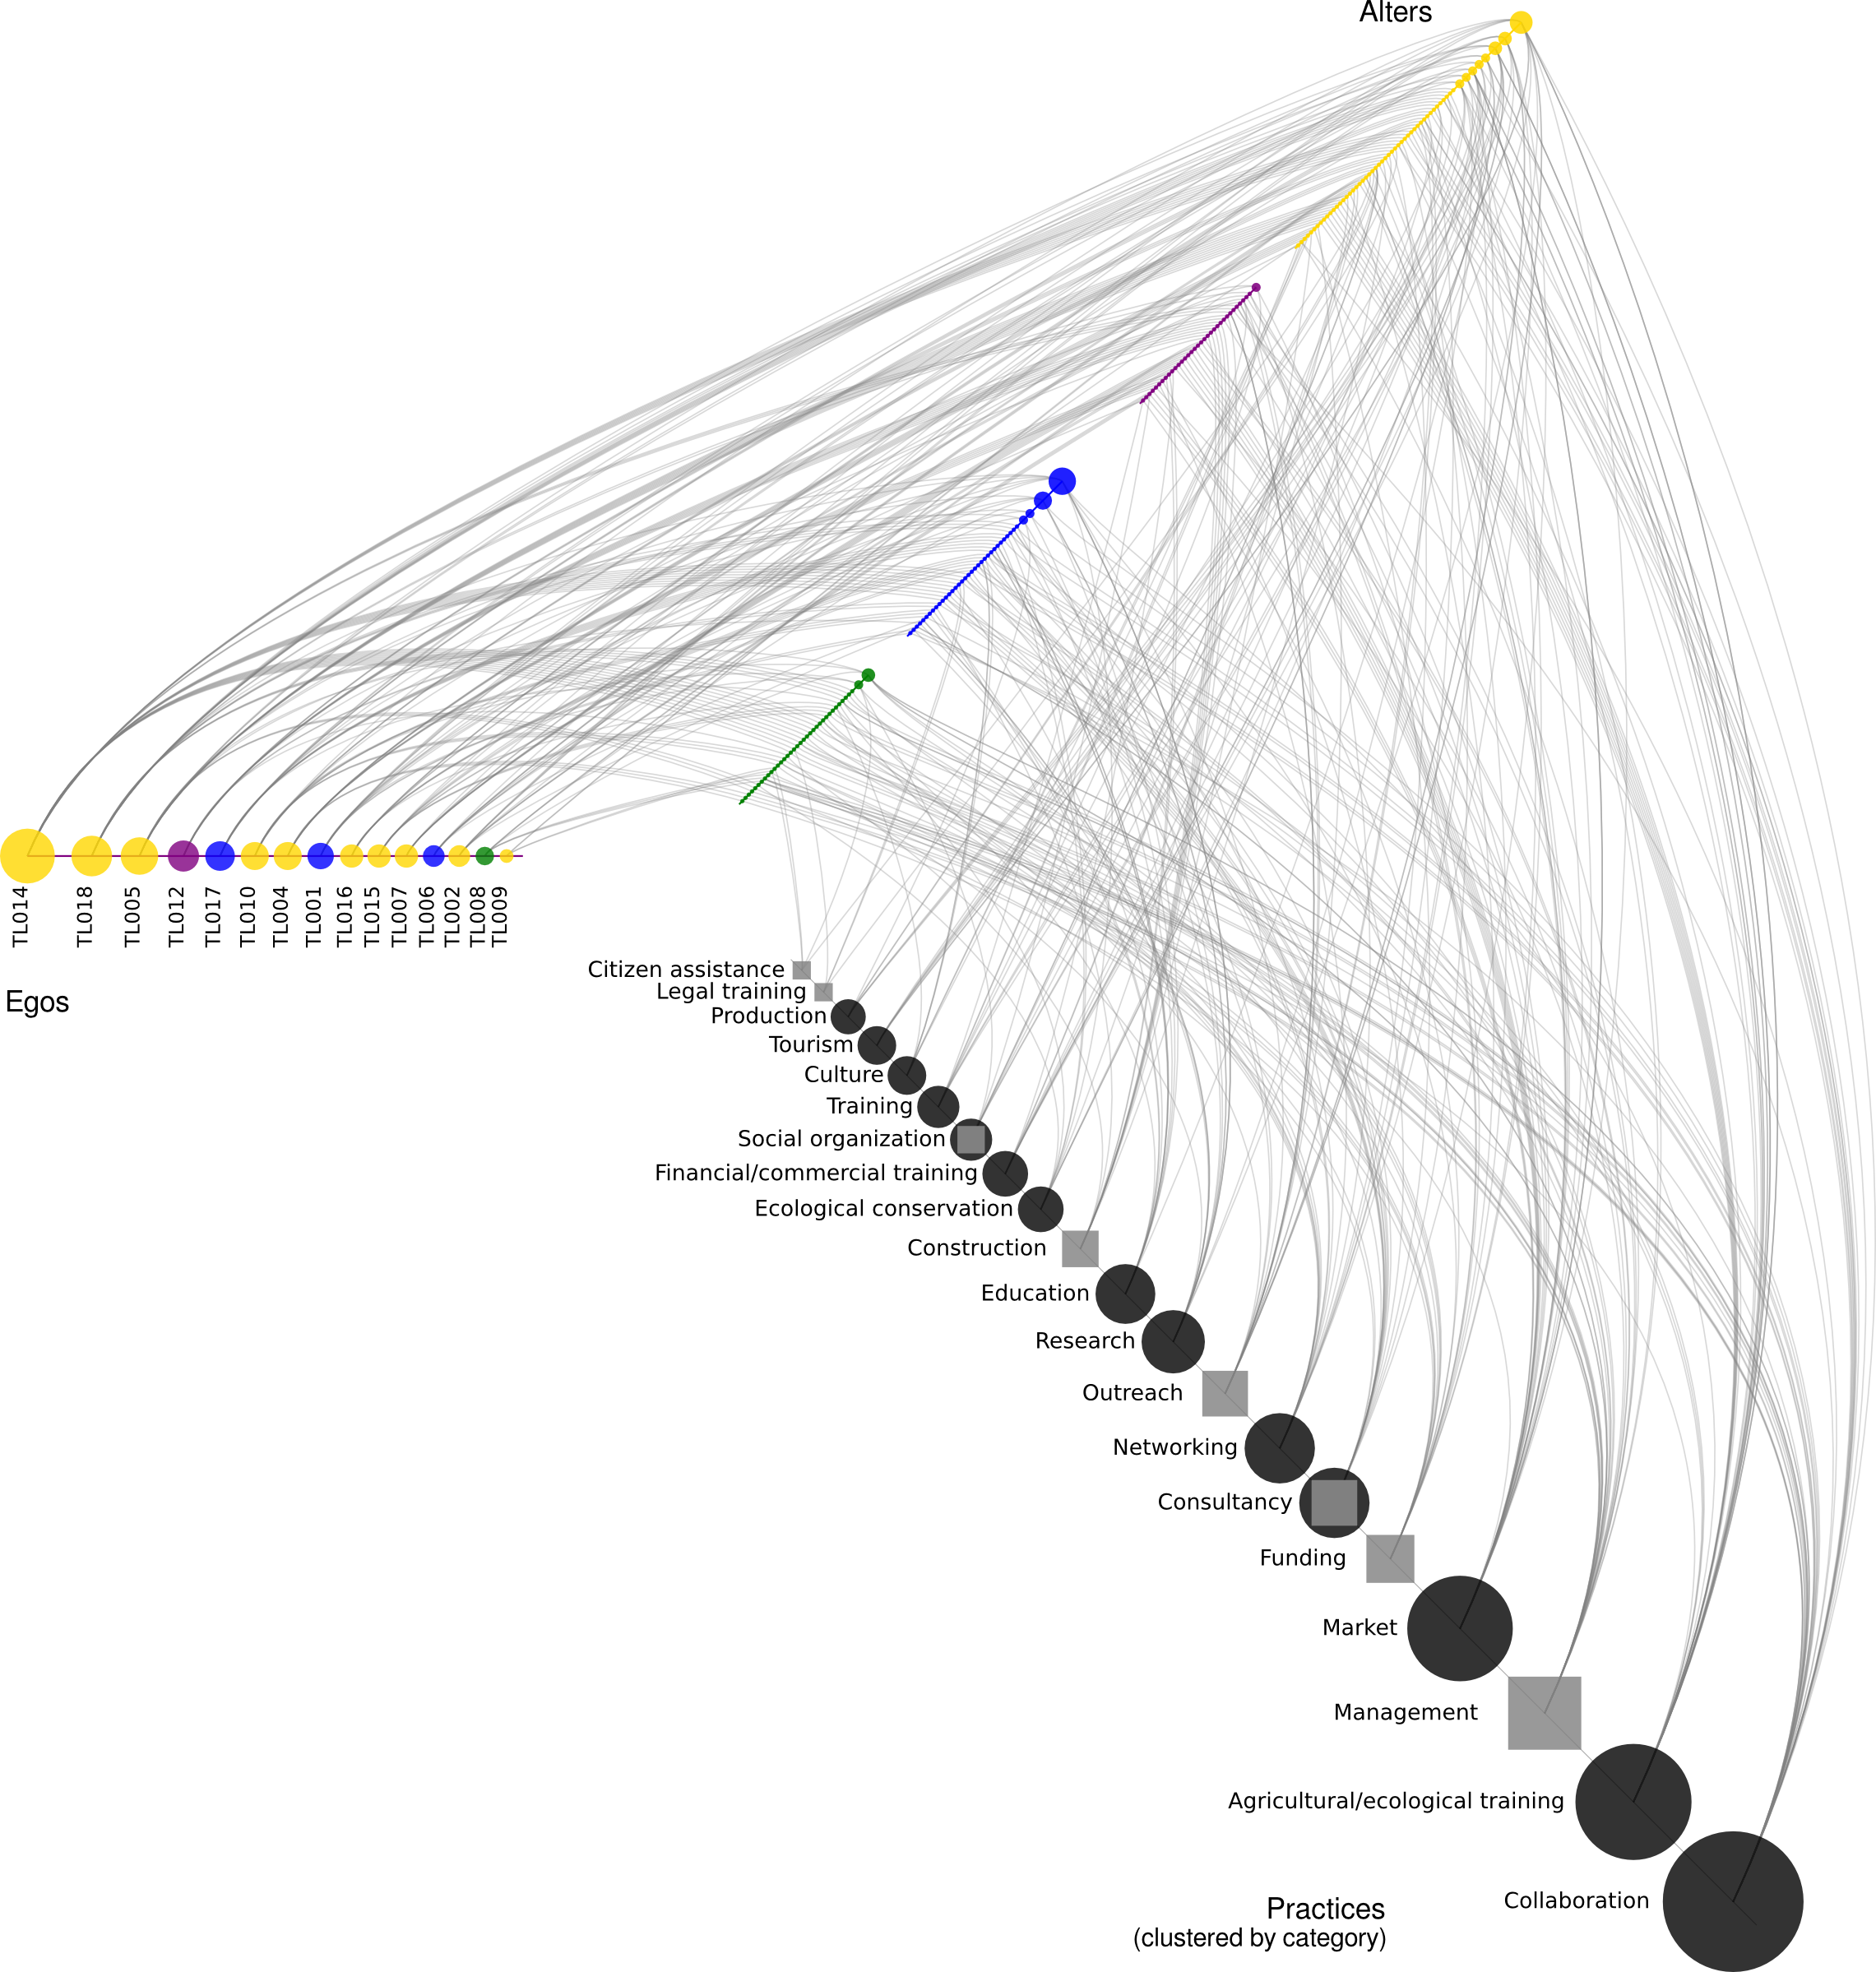 Alters
TL014
TL018
TL005
TL012
TL017
TL010
TL004
TL001
TL016
TL015
TL007
TL006
TL002
TL008
TL009
Egos
Citizen assistance
Legal training
Production
Tourism
Culture
Training
Social organization
Financial/commercial training
Ecological conservation
Construction
Education
Research
Outreach
Networking
Consultancy
Funding
Market
Management
Agricultural/ecological training
Collaboration
Practices
(clustered by category)